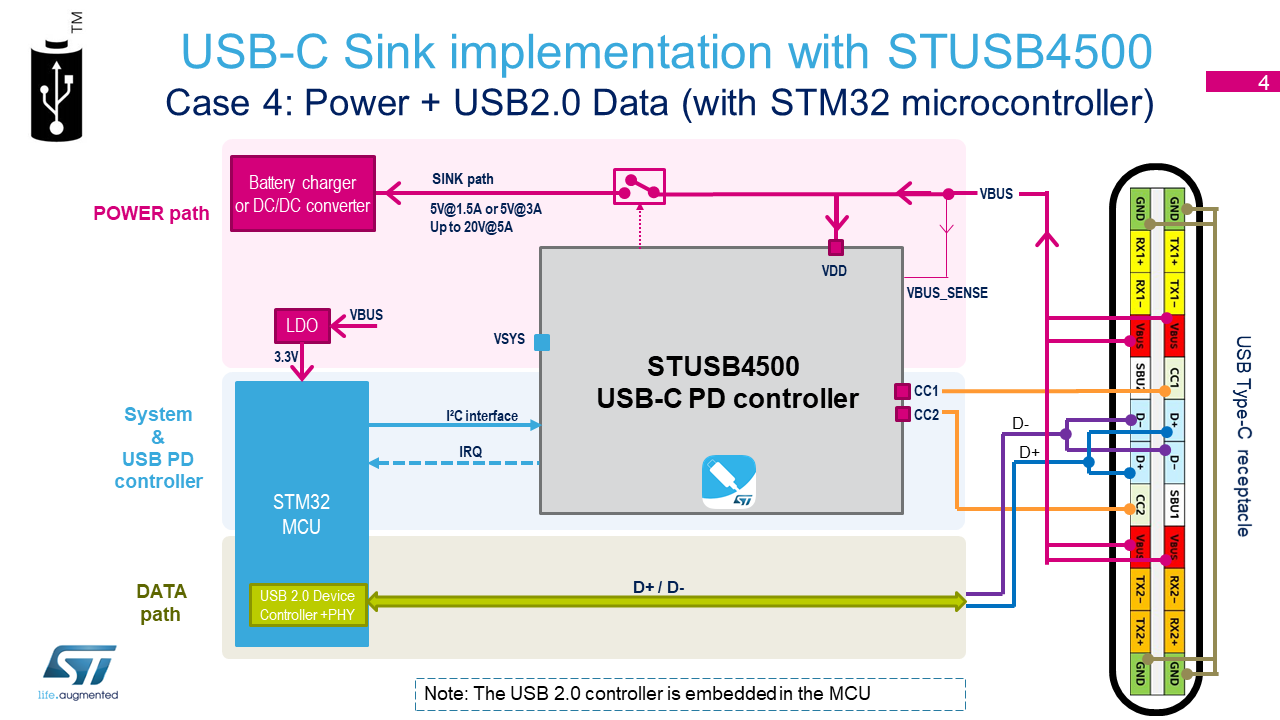 TM
USB-C Sink implementation with STUSB4500
Case 4: Power + USB2.0 Data (with STM32 microcontroller)
4
POWER path
Battery charger
or DC/DC converter
SINK path
5V@1.5A or 5V@3A
Up to 20V@5A
VBUS
VDD
VBUS_SENSE
LDO
VBUS
3.3V
VSYS
STUSB4500
USB-C PD controller
CC1
CC2
System
&
USB PD
controller
I²C interface
IRQ
STM32
MCU
ST
D-
D+
DATA
path
USB 2.0 Device
Controller +PHY
D+ / D-
GND
RX1+
RX1−
VBUS
SBU2
D−
D+
CC2
VBUS
TX2−
TX2+
GND
GND
TX1+
TX1−
VBUS
CC1
D+
D−
SBU1
VBUS
RX2−
RX2+
GND
USB Type-C receptacle
ST
life.augmented
Note: The USB 2.0 controller is embedded in the MCU